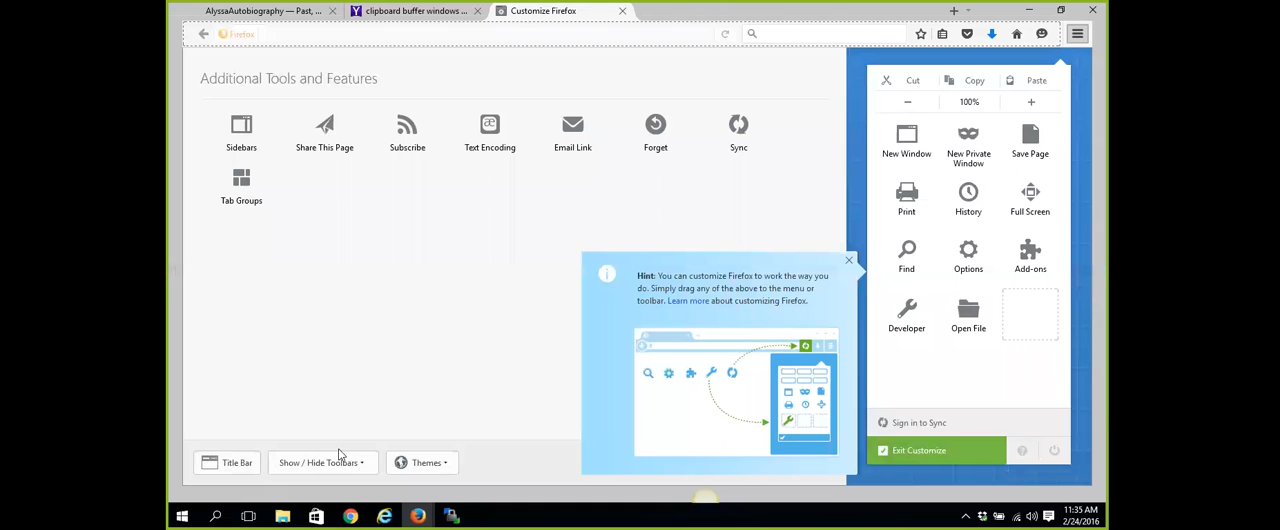 AlyssaAutobiography — Past, ...
clipboard buffer windows ...
Customize Firefox
Firefox
Additional Tools and Features
Sidebars
Share This Page
Subscribe
Text Encoding
Email Link
Forget
Sync
Tab Groups
Cut
Copy
Paste
100%
New Window
New Private Window
Save Page
Print
History
Full Screen
Find
Options
Add-ons
Developer
Open File
Hint: You can customize Firefox to work the way you
do. Simply drag any of the above to the menu or
toolbar. Learn more about customizing Firefox.
Sign in to Sync
Exit Customize
Title Bar
Show / Hide Toolbars
Themes
11:35 AM
2/24/2016